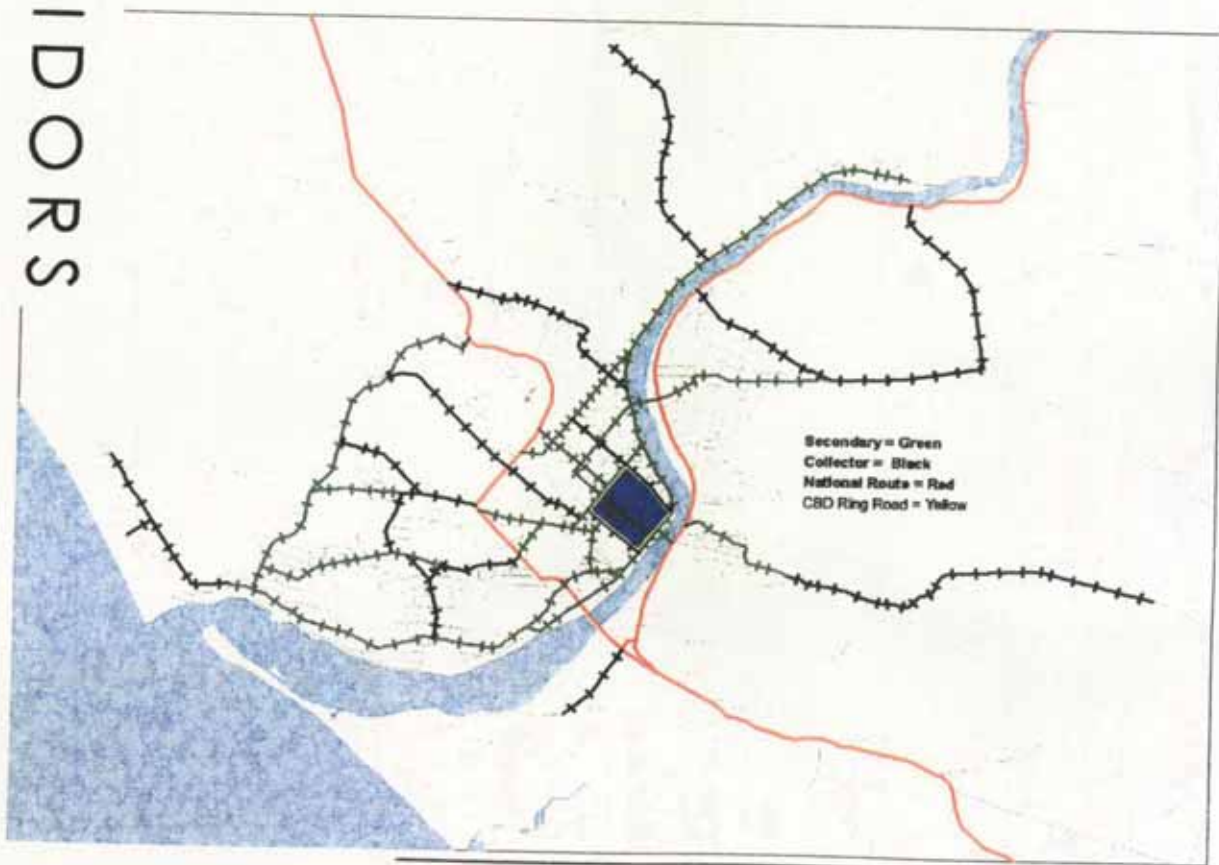 IDORS
Secondary = Green
Collector = Black
National Route = Red
CBD Ring Road = Yellow